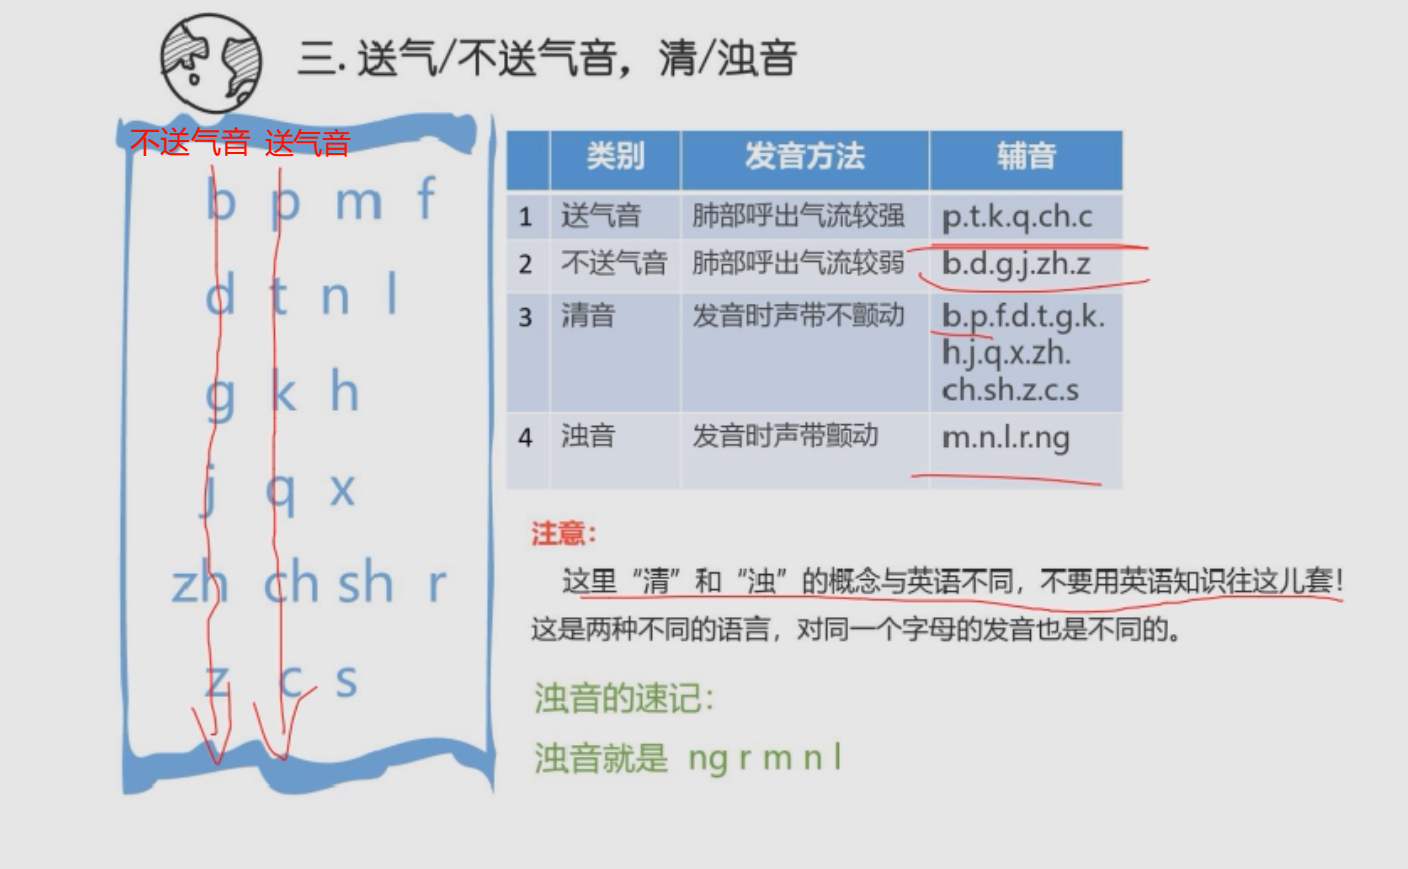 三. 送气/不送气音，清/浊音
不送气音 送气音
b p m f
d t n l
g k h
j q x
zh ch sh r
z c s
类别 发音方法 辅音
1 送气音 肺部呼出气流较强 p.t.k.q.ch.c
2 不送气音 肺部呼出气流较弱 b.d.g.j.zh.z
3 清音 发音时声带不颤动 b.p.f.d.t.g.k.
h.j.q.x.zh.
ch.sh.z.c.s
4 浊音 发音时声带颤动 m.n.l.r.ng
注意：
这里“清”和“浊”的概念与英语不同，不要用英语知识往这儿套！
这是两种不同的语言，对同一个字母的发音也是不同的。
浊音的速记：
浊音就是 ng r m n l